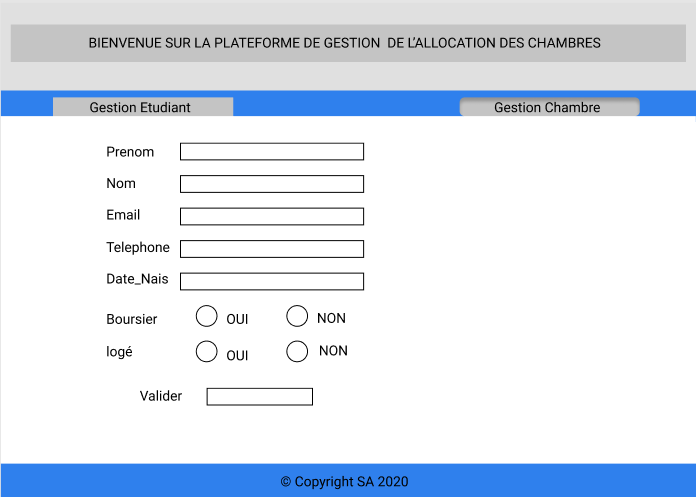 BIENVENUE SUR LA PLATEFORME DE GESTION DE L'ALLOCATION DES CHAMBRES
Gestion Etudiant Gestion Chambre
Prenom
Nom
Email
Telephone
Date_Nais
Boursier OUI NON
logé OUI NON
Valider
© Copyright SA 2020